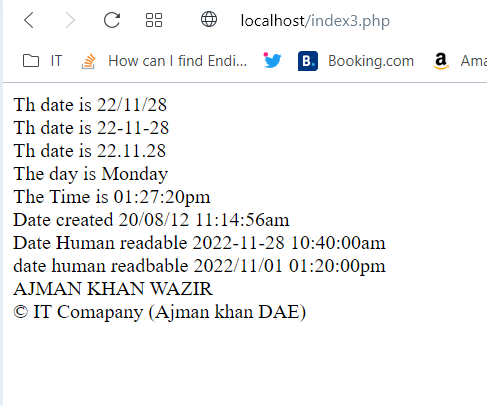 localhost/index3.php
IT How can I find Endi... B. Booking.com a Ama
Th date is 22/11/28
Th date is 22-11-28
Th date is 22.11.28
The day is Monday
The Time is 01:27:20pm
Date created 20/08/12 11:14:56am
Date Human readable 2022-11-28 10:40:00am
date human readbable 2022/11/01 01:20:00pm
AJMAN KHAN WAZIR
© IT Comapany (Ajman khan DAE)